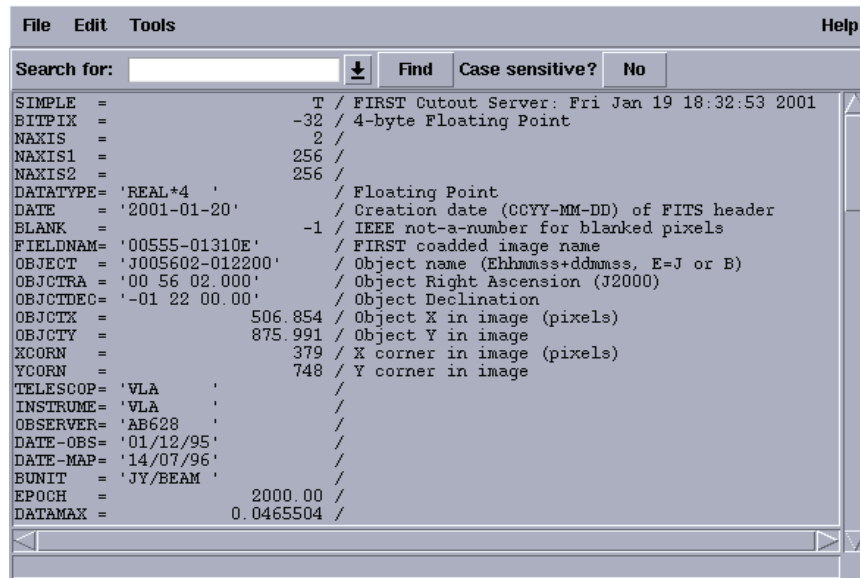 File Edit Tools Help
Search for: Find Case sensitive? No
SIMPLE  =                    T / FIRST Cutout Server: Fri Jan 19 18:32:53 2001
BITPIX  =                  -32 / 4-byte Floating Point
NAXIS   =                    2 /
NAXIS1  =                  256 /
NAXIS2  =                  256 /
DATATYPE= 'REAL*4  '           / Floating Point
DATE    = '2001-01-20'         / Creation date (CCYY-MM-DD) of FITS header
BLANK   =                   -1 / IEEE not-a-number for blanked pixels
FIELDNAM= '00555-01310E'       / FIRST coadded image name
OBJECT  = 'J005602-012200'     / Object name (Ehhmmss+ddmmss, E=J or B)
OBJCTRA = '00 56 02.000'       / Object Right Ascension (J2000)
OBJCTDEC= '-01 22 00.00'       / Object Declination
OBJCTX  =              506.854 / Object X in image (pixels)
OBJCTY  =              875.991 / Object Y in image
XCORN   =                  379 / X corner in image (pixels)
YCORN   =                  748 / Y corner in image
TELESCOP= 'VLA     '           /
INSTRUME= 'VLA     '           /
OBSERVER= 'AB628   '           /
DATE-OBS= '01/12/95'           /
DATE-MAP= '14/07/96'           /
BUNIT   = 'JY/BEAM '           /
EPOCH   =              2000.00 /
DATAMAX =            0.0465504 /